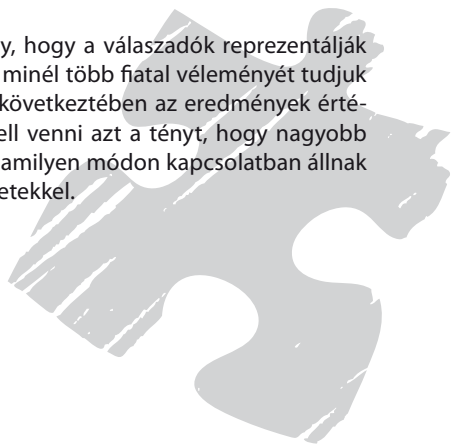 y, hogy a válaszadók reprezentálják
minél több fiatal véleményét tudjuk
következtében az eredmények érté-
ell venni azt a tényt, hogy nagyobb
amilyen módon kapcsolatban állnak
etekkel.